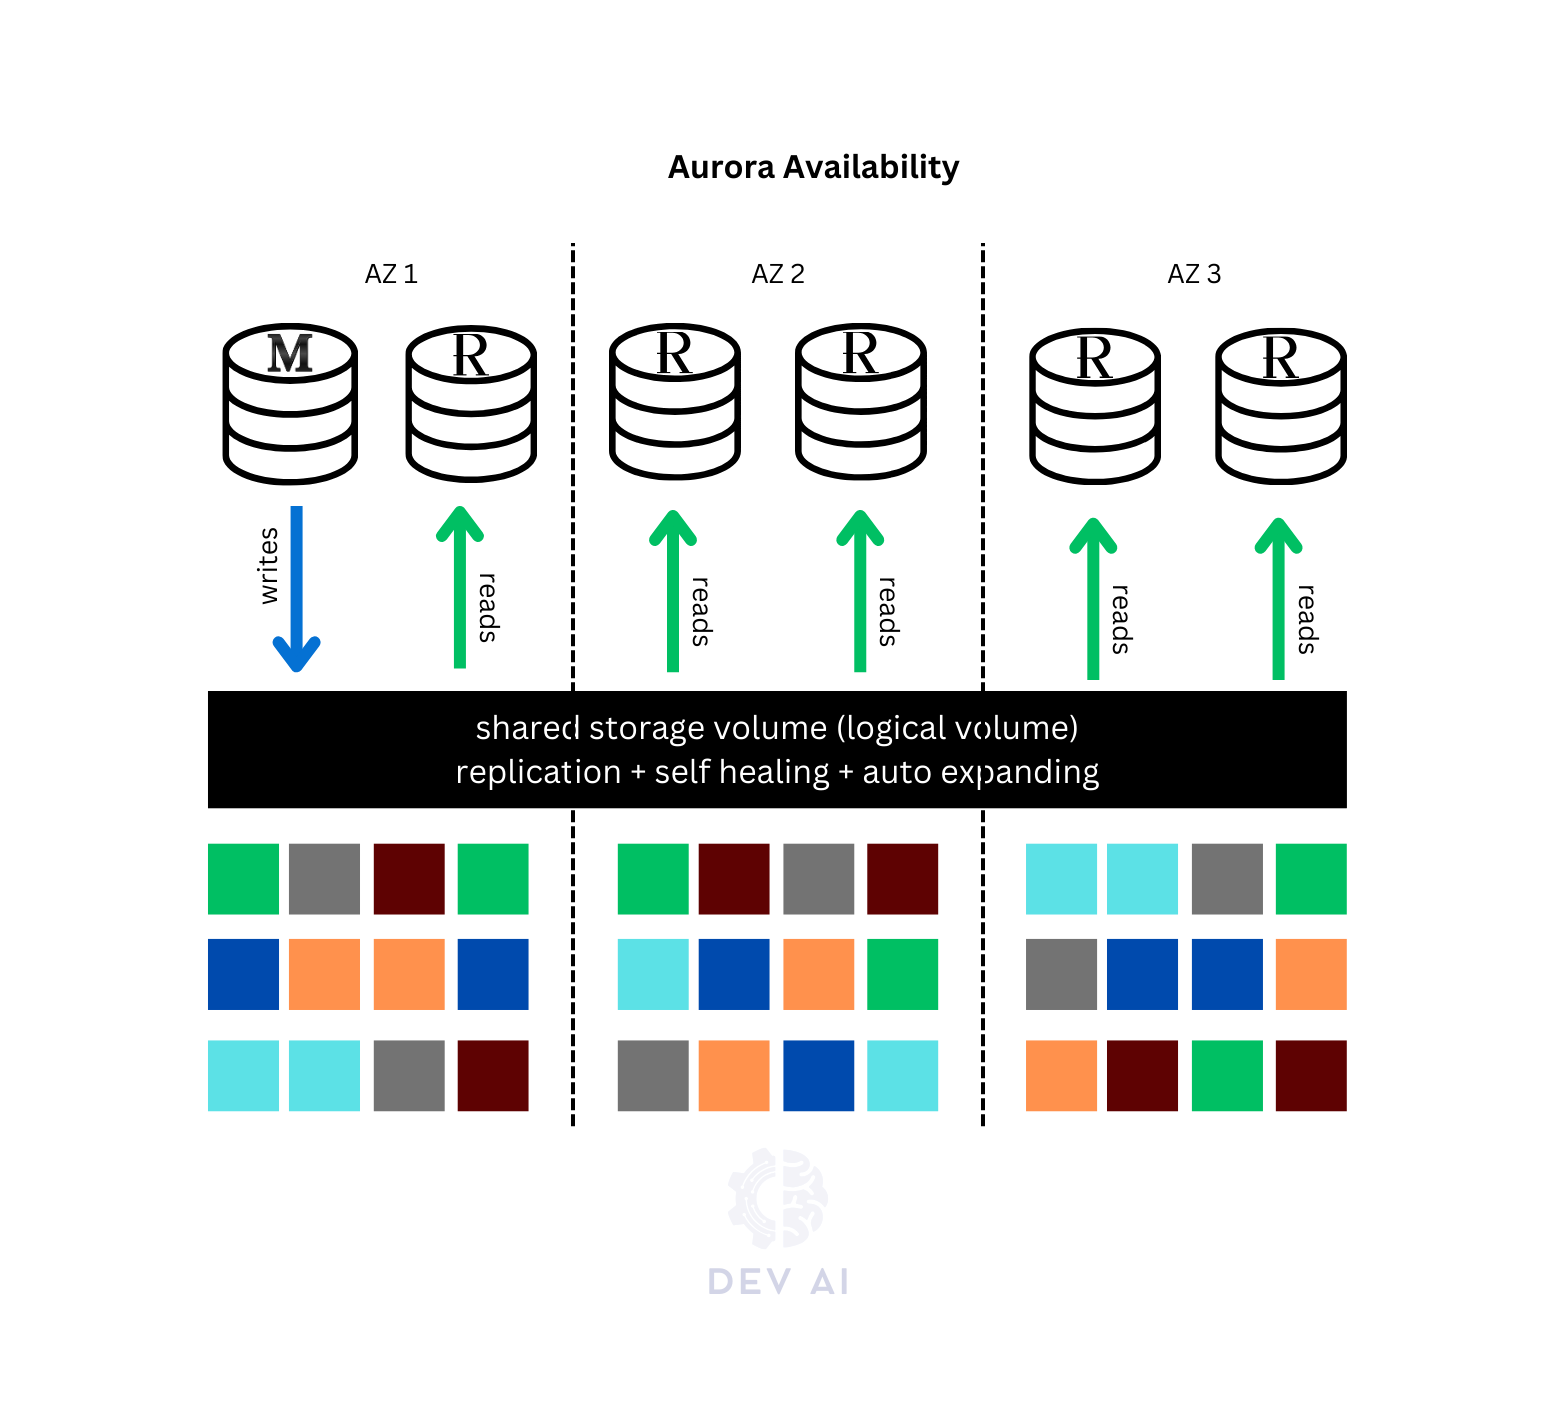 Aurora Availability
AZ 1
AZ 2
AZ 3
M
R
R
R
R
R
writes
reads
reads
reads
reads
reads
shared storage volume (logical volume)
replication + self healing + auto expanding
DEV AI